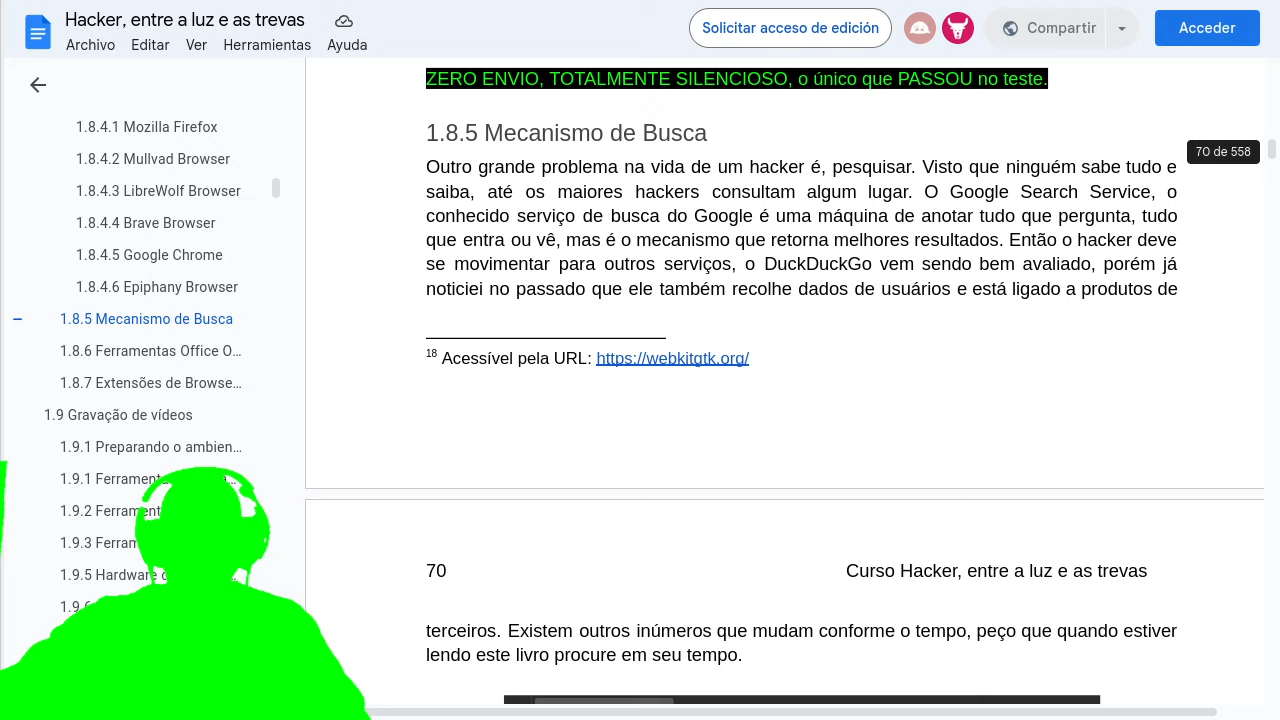 Hacker, entre a luz e as trevas
Archivo Editar Ver Herramientas Ayuda
Solicitar acceso de edición
Compartir
Acceder
1.8.4.1 Mozilla Firefox
1.8.4.2 Mullvad Browser
1.8.4.3 LibreWolf Browser
1.8.4.4 Brave Browser
1.8.4.5 Google Chrome
1.8.4.6 Epiphany Browser
1.8.5 Mecanismo de Busca
1.8.6 Ferramentas Office O...
1.8.7 Extensões de Browse...
1.9 Gravação de vídeos
1.9.1 Preparando o ambien...
1.9.1
1.9.2
1.9.3
1.9.5 Hardware
ZERO ENVIO, TOTALMENTE SILENCIOSO, o único que PASSOU no teste.
1.8.5 Mecanismo de Busca
70 de 558
Outro grande problema na vida de um hacker é, pesquisar. Visto que ninguém sabe tudo e
saiba, até os maiores hackers consultam algum lugar. O Google Search Service, o
conhecido serviço de busca do Google é uma máquina de anotar tudo que pergunta, tudo
que entra ou vê, mas é o mecanismo que retorna melhores resultados. Então o hacker deve
se movimentar para outros serviços, o DuckDuckGo vem sendo bem avaliado, porém já
noticiei no passado que ele também recolhe dados de usuários e está ligado a produtos de
18 Acessível pela URL: https://webkitgtk.org/
70 Curso Hacker, entre a luz e as trevas
terceiros. Existem outros inúmeros que mudam conforme o tempo, peço que quando estiver
lendo este livro procure em seu tempo.